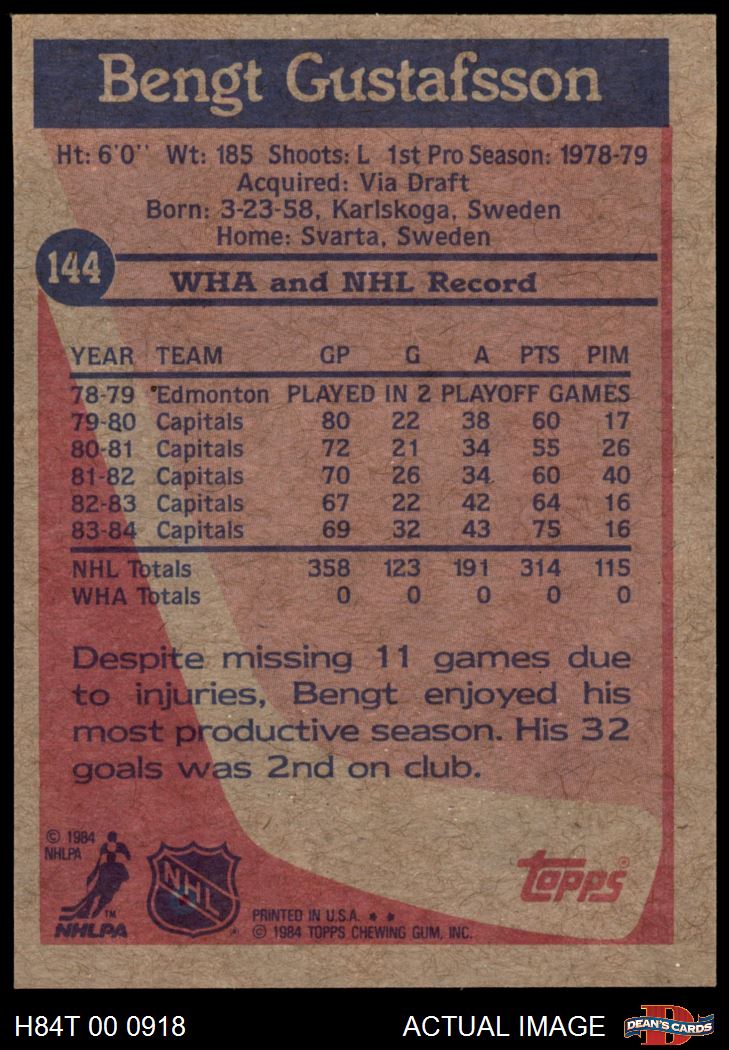 Bengt Gustafsson
Ht: 6'0'' Wt: 185 Shoots: L 1st Pro Season: 1978-79
Acquired: Via Draft
Born: 3-23-58, Karlskoga, Sweden
Home: Svarta, Sweden
144
WHA and NHL Record
YEAR TEAM GP G A PTS PIM
78-79 *Edmonton PLAYED IN 2 PLAYOFF GAMES
79-80 Capitals 80 22 38 60 17
80-81 Capitals 72 21 34 55 26
81-82 Capitals 70 26 34 60 40
82-83 Capitals 67 22 42 64 16
83-84 Capitals 69 32 43 75 16
NHL Totals 358 123 191 314 115
WHA Totals 0 0 0 0 0
Despite missing 11 games due
to injuries, Bengt enjoyed his
most productive season. His 32
goals was 2nd on club.
© 1984
NHLPA
TM
NHLPA
NHL
®
topps®
PRINTED IN U.S.A. * *
© 1984 TOPPS CHEWING GUM, INC.
H84T 00 0918 ACTUAL IMAGE
D
DEAN'S CARDS